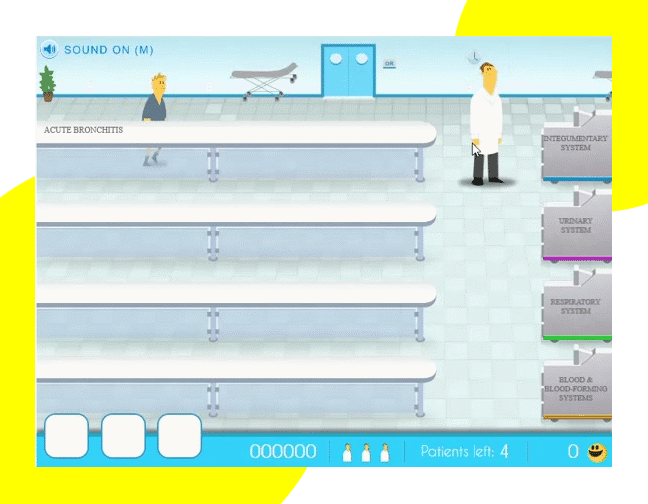 SOUND ON (M)
OR
ACUTE BRONCHITIS
INTEGUMENTARY
SYSTEM
URINARY
SYSTEM
RESPIRATORY
SYSTEM
BLOOD &
BLOOD-FORMING
SYSTEMS
000000
Patients left: 4
0